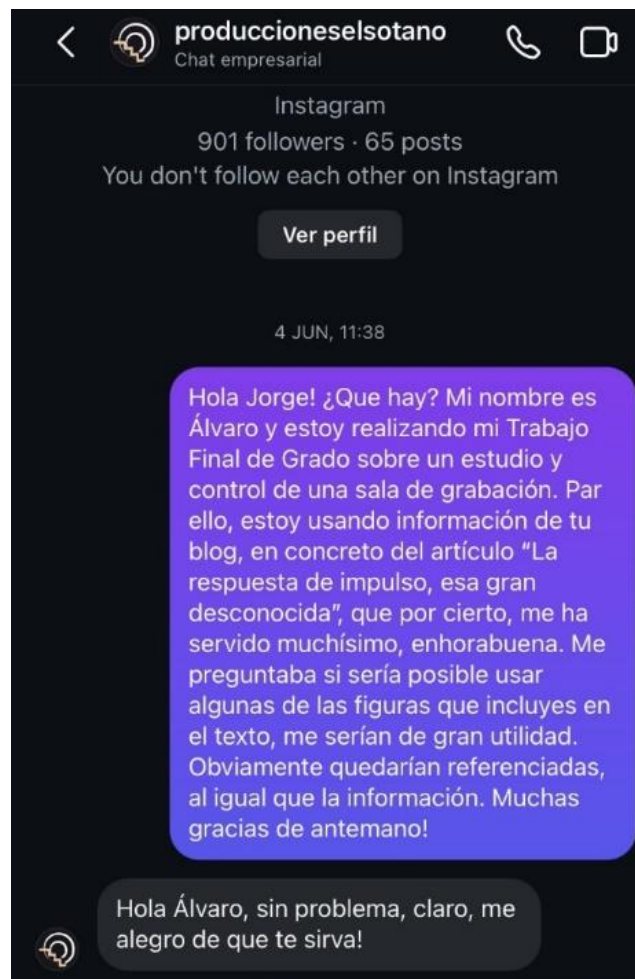 produccioneselsotano
Chat empresarial
Instagram
901 followers · 65 posts
You don't follow each other on Instagram
Ver perfil
4 JUN, 11:38
Hola Jorge! ¿Que hay? Mi nombre es
Álvaro y estoy realizando mi Trabajo
Final de Grado sobre un estudio y
control de una sala de grabación. Par
ello, estoy usando información de tu
blog, en concreto del artículo “La
respuesta de impulso, esa gran
desconocida”, que por cierto, me ha
servido muchísimo, enhorabuena. Me
preguntaba si sería posible usar
algunas de las figuras que incluyes en
el texto, me serían de gran utilidad.
Obviamente quedarían referenciadas,
al igual que la información. Muchas
gracias de antemano!
Hola Álvaro, sin problema, claro, me
alegro de que te sirva!